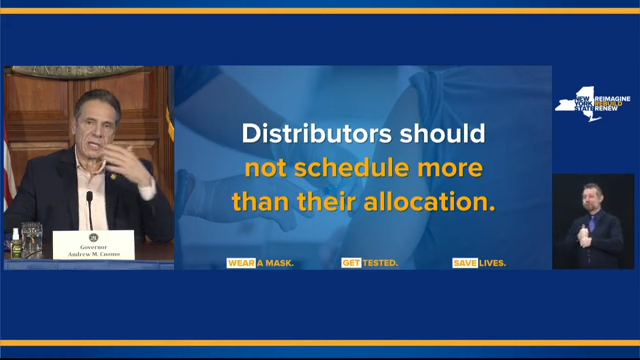 Distributors should
not schedule more
than their allocation.
NEW YORK STATE
REIMAGINE
REBUILD
RENEW
Governor
Andrew M. Cuomo
WEAR A MASK.
GET TESTED.
SAVE LIVES.